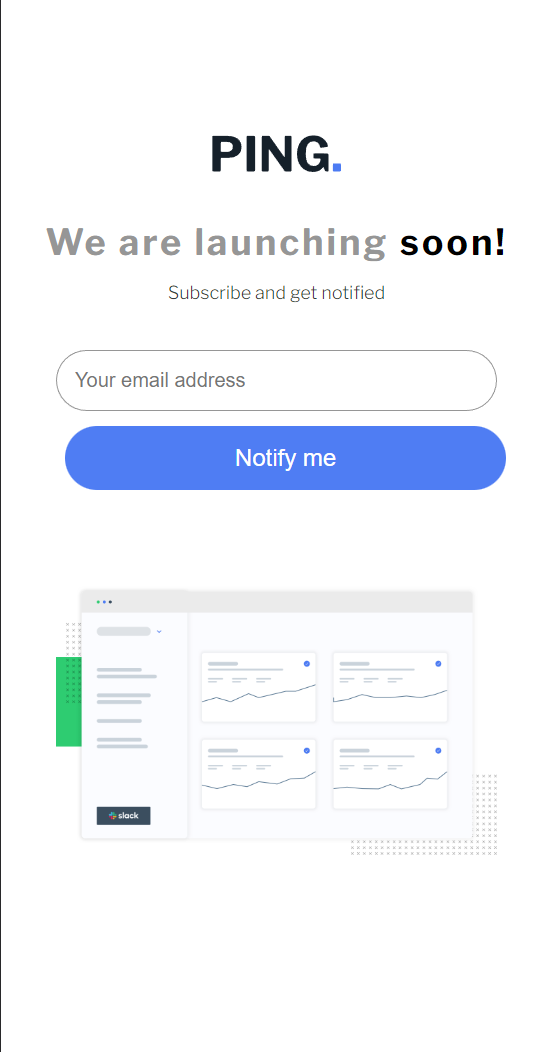 PING.
We are launching soon!
Subscribe and get notified
Your email address
Notify me
slack